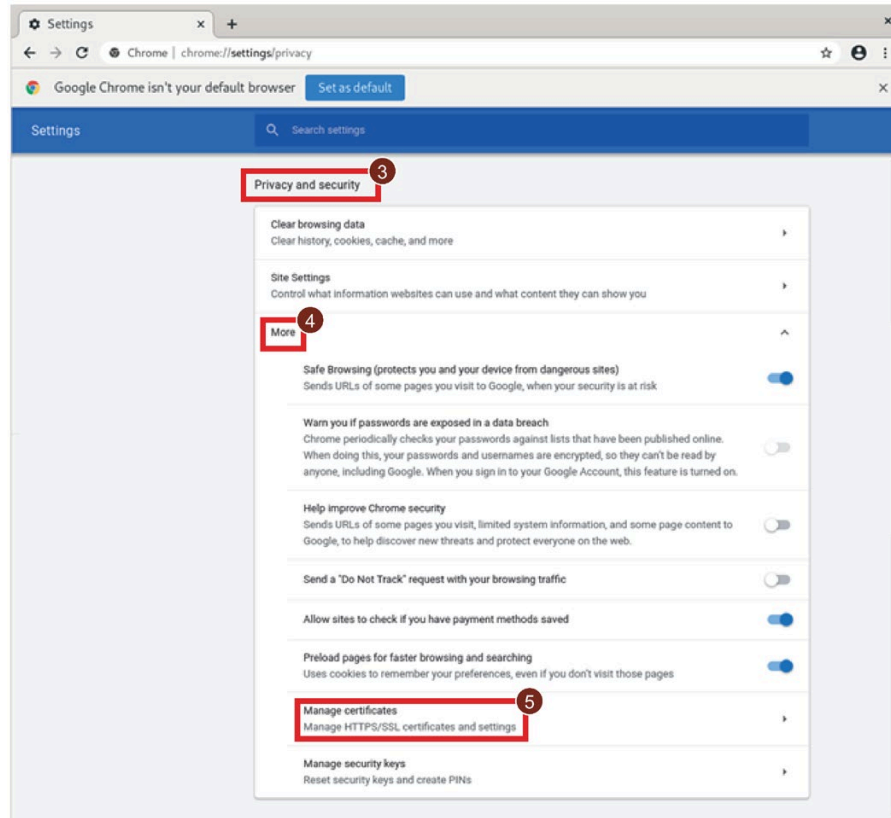 Settings
Chrome | chrome://settings/privacy
Google Chrome isn't your default browser Set as default
Settings Search settings
3
Privacy and security
Clear browsing data
Clear history, cookies, cache, and more
Site Settings
Control what information websites can use and what content they can show you
4
More
Safe Browsing (protects you and your device from dangerous sites)
Sends URLs of some pages you visit to Google, when your security is at risk
Warn you if passwords are exposed in a data breach
Chrome periodically checks your passwords against lists that have been published online.
When doing this, your passwords and usernames are encrypted, so they can't be read by
anyone, including Google. When you sign in to your Google Account, this feature is turned on.
Help improve Chrome security
Sends URLs of some pages you visit, limited system information, and some page content to
Google, to help discover new threats and protect everyone on the web.
Send a "Do Not Track" request with your browsing traffic
Allow sites to check if you have payment methods saved
Preload pages for faster browsing and searching
Uses cookies to remember your preferences, even if you don't visit those pages
5
Manage certificates
Manage HTTPS/SSL certificates and settings
Manage security keys
Reset security keys and create PINs